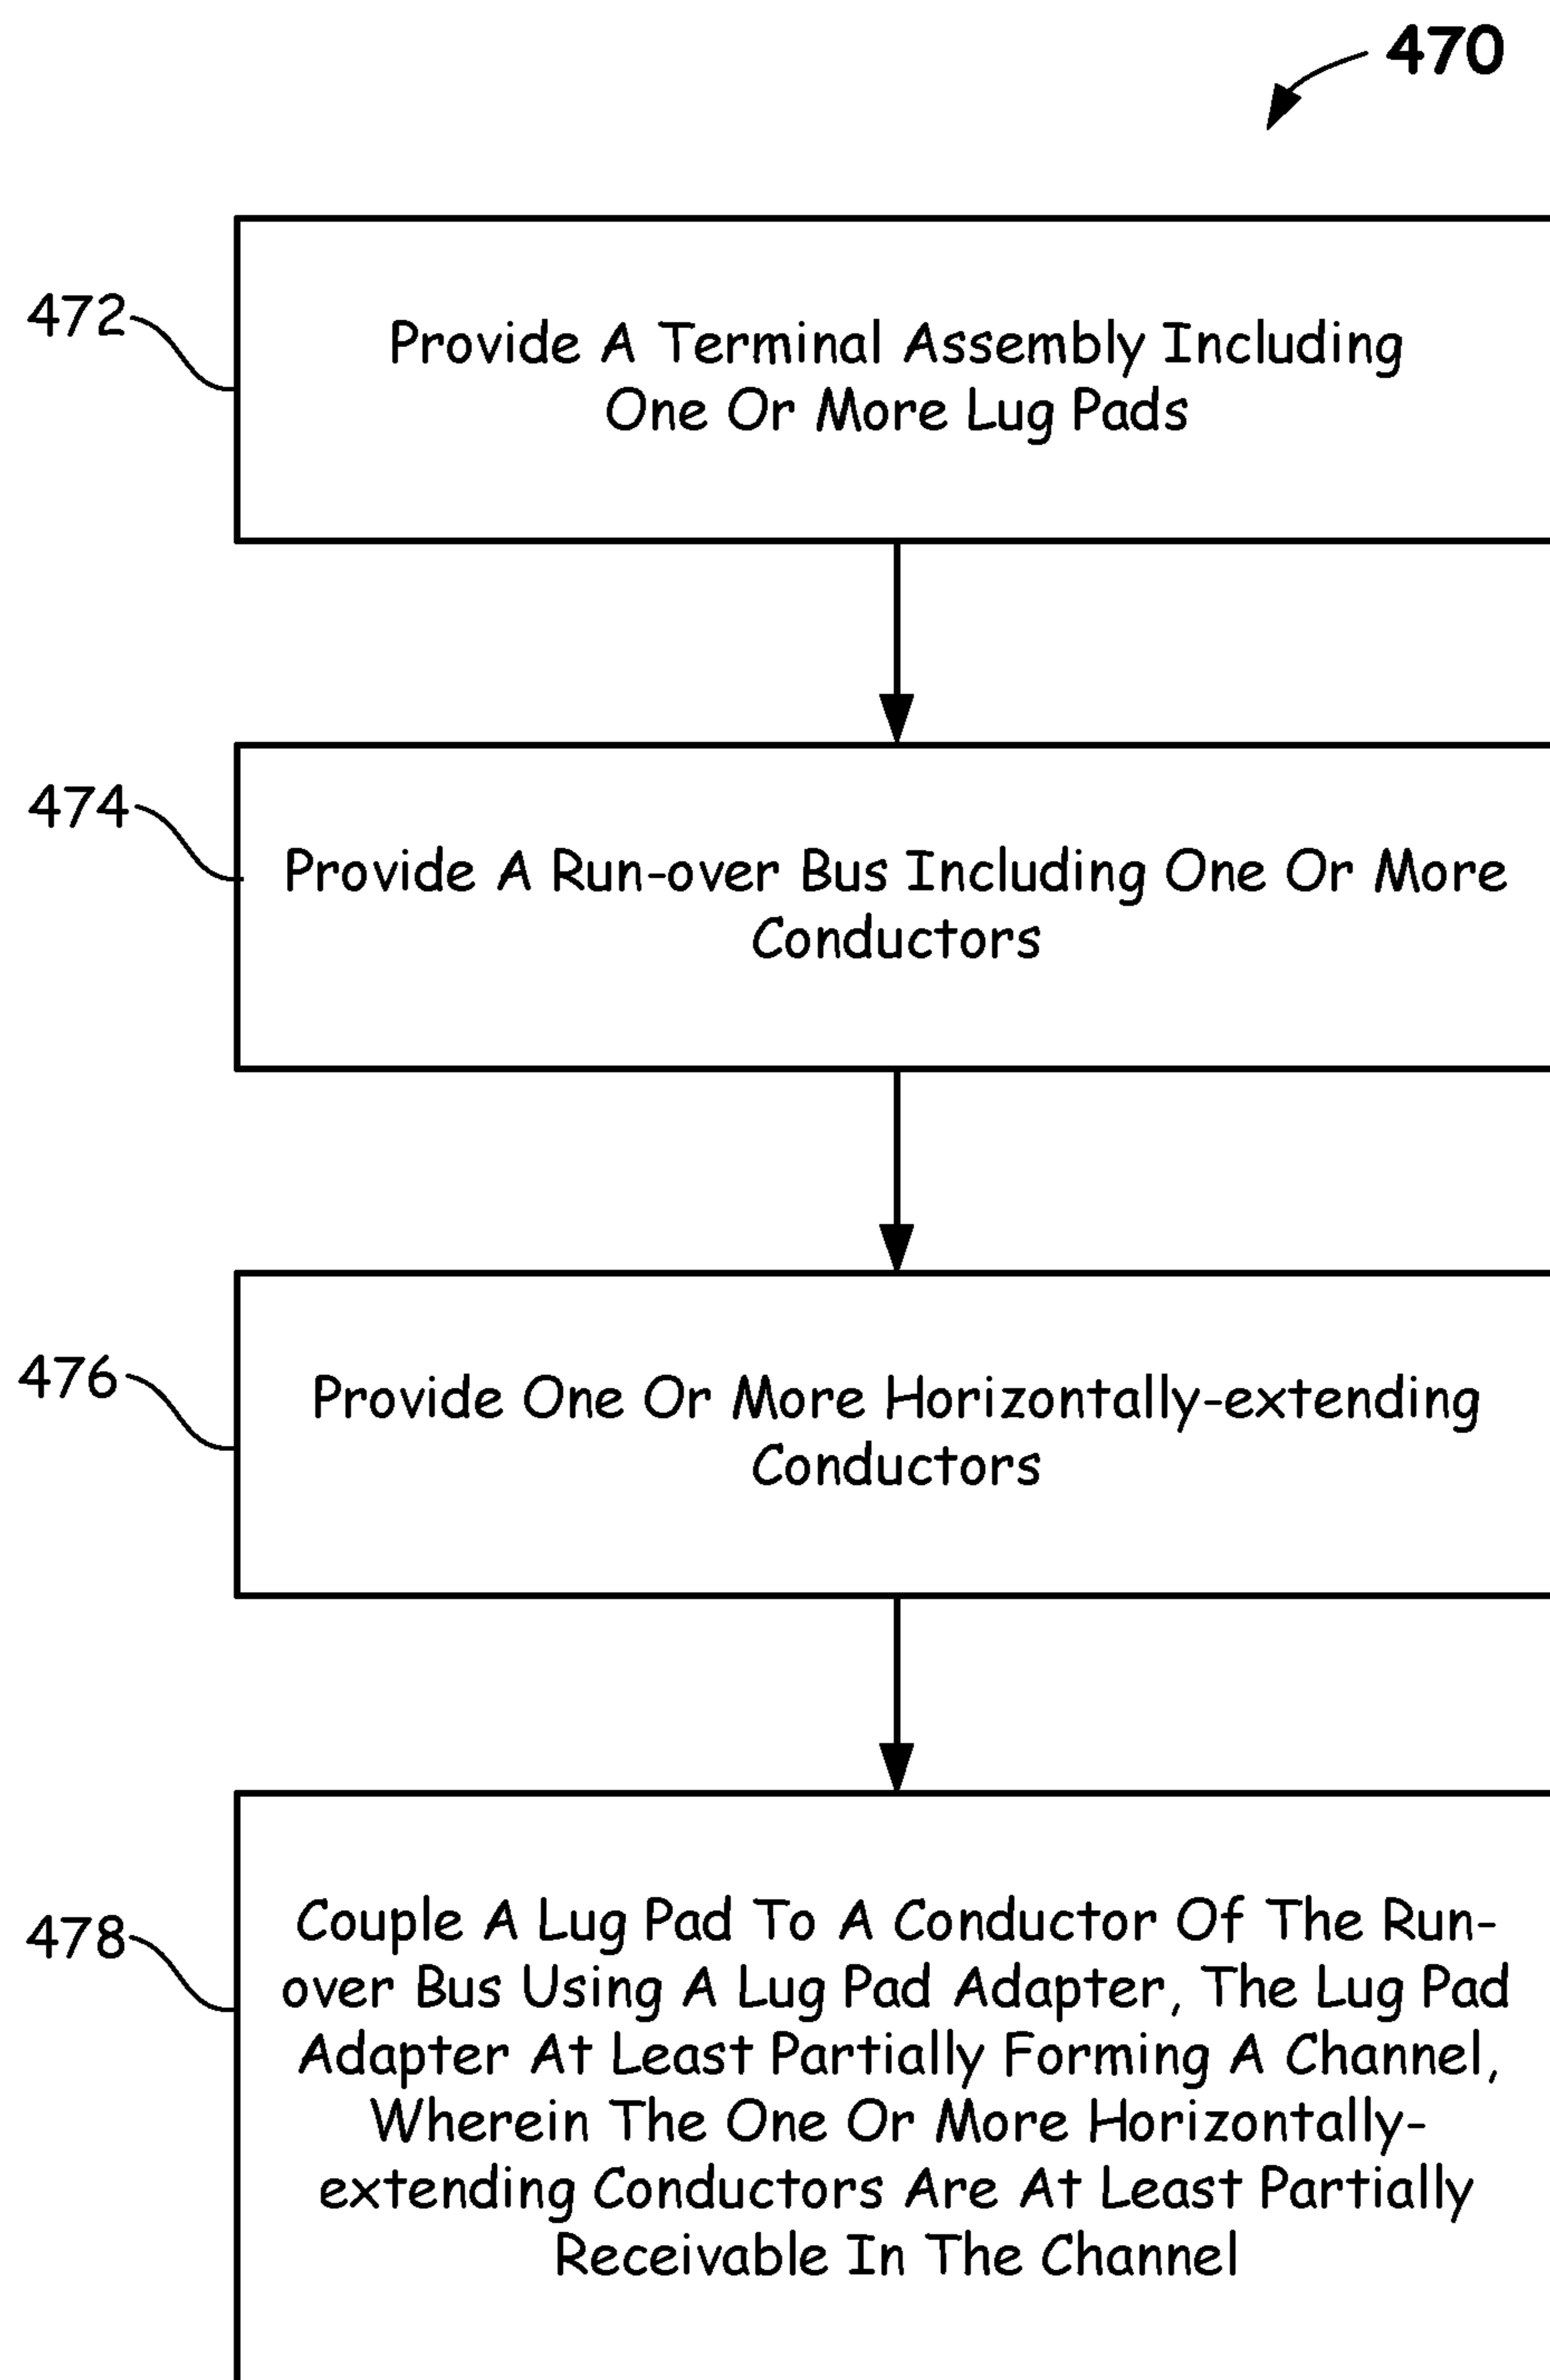 470
472
Provide A Terminal Assembly Including
One Or More Lug Pads
474
Provide A Run-over Bus Including One Or More
Conductors
476
Provide One Or More Horizontally-extending
Conductors
478
Couple A Lug Pad To A Conductor Of The Run-
over Bus Using A Lug Pad Adapter, The Lug Pad
Adapter At Least Partially Forming A Channel,
Wherein The One Or More Horizontally-
extending Conductors Are At Least Partially
Receivable In The Channel